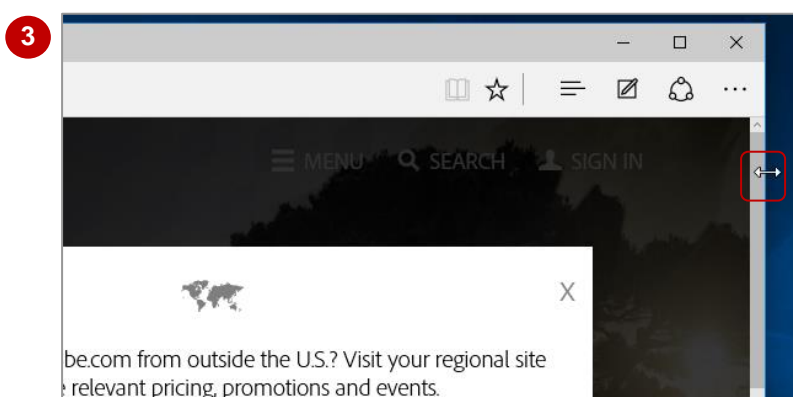 3
MENU SEARCH SIGN IN
X
be.com from outside the U.S.? Visit your regional site
relevant pricing, promotions and events.